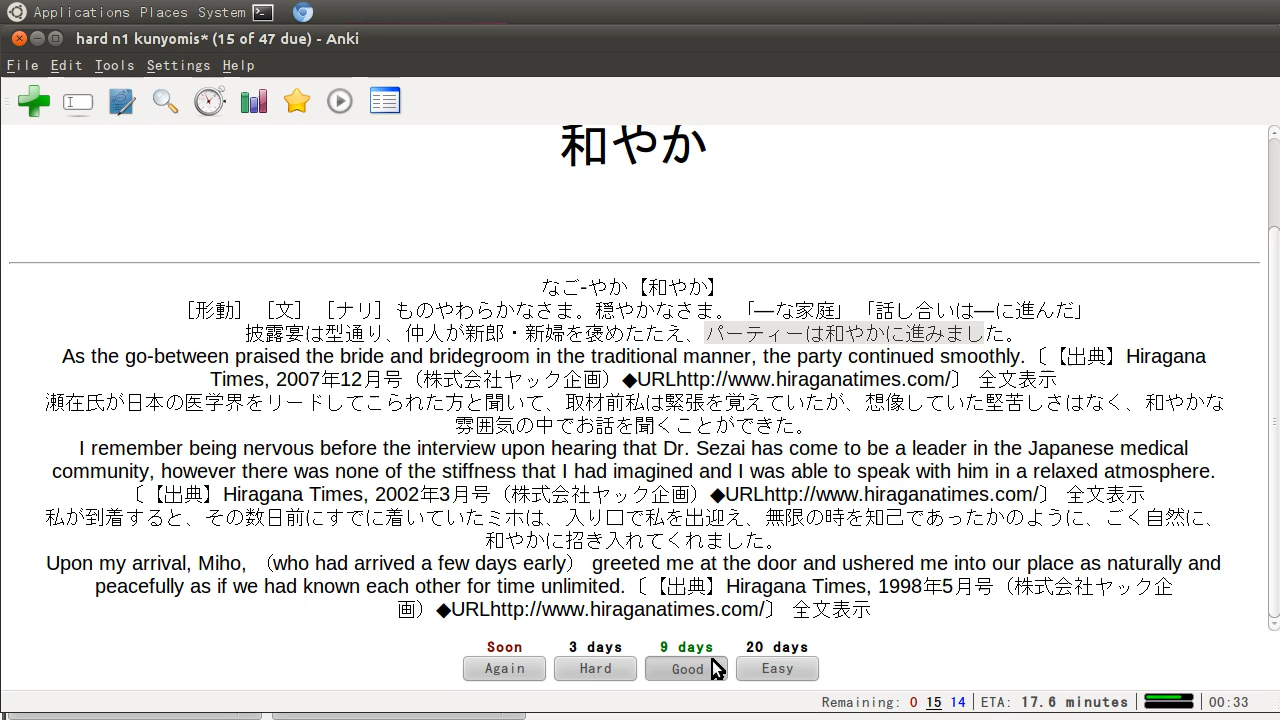 Applications Places System
hard n1 kunyomis* (15 of 47 due) - Anki
File Edit Tools Settings Help
和やか
なご-やか【和やか】
［形動］［文］［ナリ］ものやわらかなさま。穏やかなさま。「―な家庭」「話し合いは―に進んだ」
披露宴は型通り、仲人が新郎・新婦を褒めたたえ、パーティーは和やかに進みました。
As the go-between praised the bride and bridegroom in the traditional manner, the party continued smoothly.〔【出典】Hiragana
Times, 2007年12月号（株式会社ヤック企画）◆URLhttp://www.hiraganatimes.com/〕 全文表示
瀬在氏が日本の医学界をリードしてこられた方と聞いて、取材前私は緊張を覚えていたが、想像していた堅苦しさはなく、和やかな
雰囲気の中でお話を聞くことができた。
I remember being nervous before the interview upon hearing that Dr. Sezai has come to be a leader in the Japanese medical
community, however there was none of the stiffness that I had imagined and I was able to speak with him in a relaxed atmosphere.
〔【出典】Hiragana Times, 2002年3月号（株式会社ヤック企画）◆URLhttp://www.hiraganatimes.com/〕 全文表示
私が到着すると、その数日前にすでに着いていたミホは、入り口で私を出迎え、無限の時を知己であったかのように、ごく自然に、
和やかに招き入れてくれました。
Upon my arrival, Miho, （who had arrived a few days early） greeted me at the door and ushered me into our place as naturally and
peacefully as if we had known each other for time unlimited.〔【出典】Hiragana Times, 1998年5月号（株式会社ヤック企
画）◆URLhttp://www.hiraganatimes.com/〕 全文表示
Soon 3 days 9 days 20 days
Again Hard Good Easy
Remaining: 0 15 14 ETA: 17.6 minutes 00:33